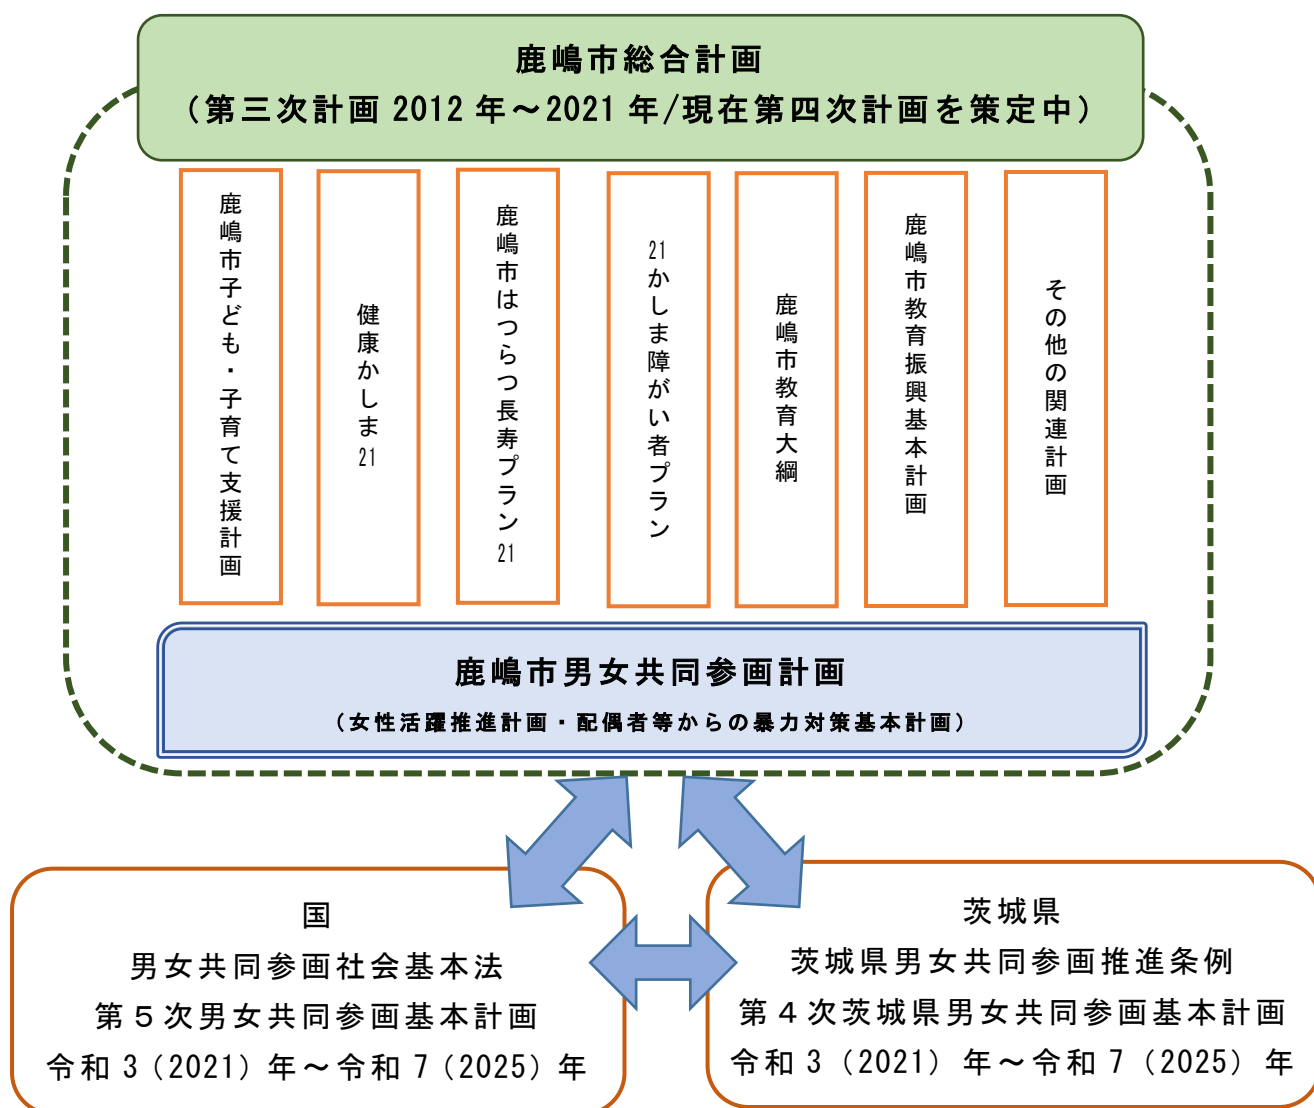 鹿嶋市総合計画
（第三次計画 2012 年～2021 年/現在第四次計画を策定中）
鹿嶋市子ども・子育て支援計画
健康かしま21
鹿嶋市はつらつ長寿プラン21
21かしま障がい者プラン
鹿嶋市教育大綱
鹿嶋市教育振興基本計画
その他の関連計画
鹿嶋市男女共同参画計画
（女性活躍推進計画・配偶者等からの暴力対策基本計画）
国
男女共同参画社会基本法
第５次男女共同参画基本計画
令和 3（2021）年～令和 7（2025）年
茨城県
茨城県男女共同参画推進条例
第４次茨城県男女共同参画基本計画
令和 3（2021）年～令和 7（2025）年